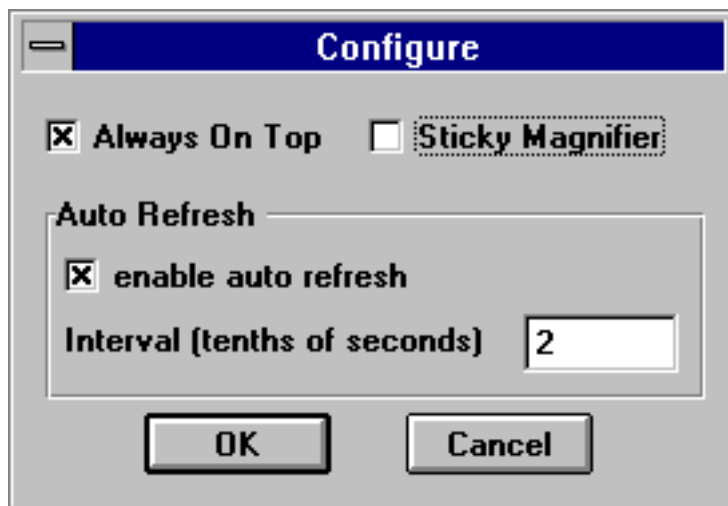 Configure
Always On Top Sticky Magnifier
Auto Refresh
enable auto refresh
Interval (tenths of seconds) 2
OK Cancel